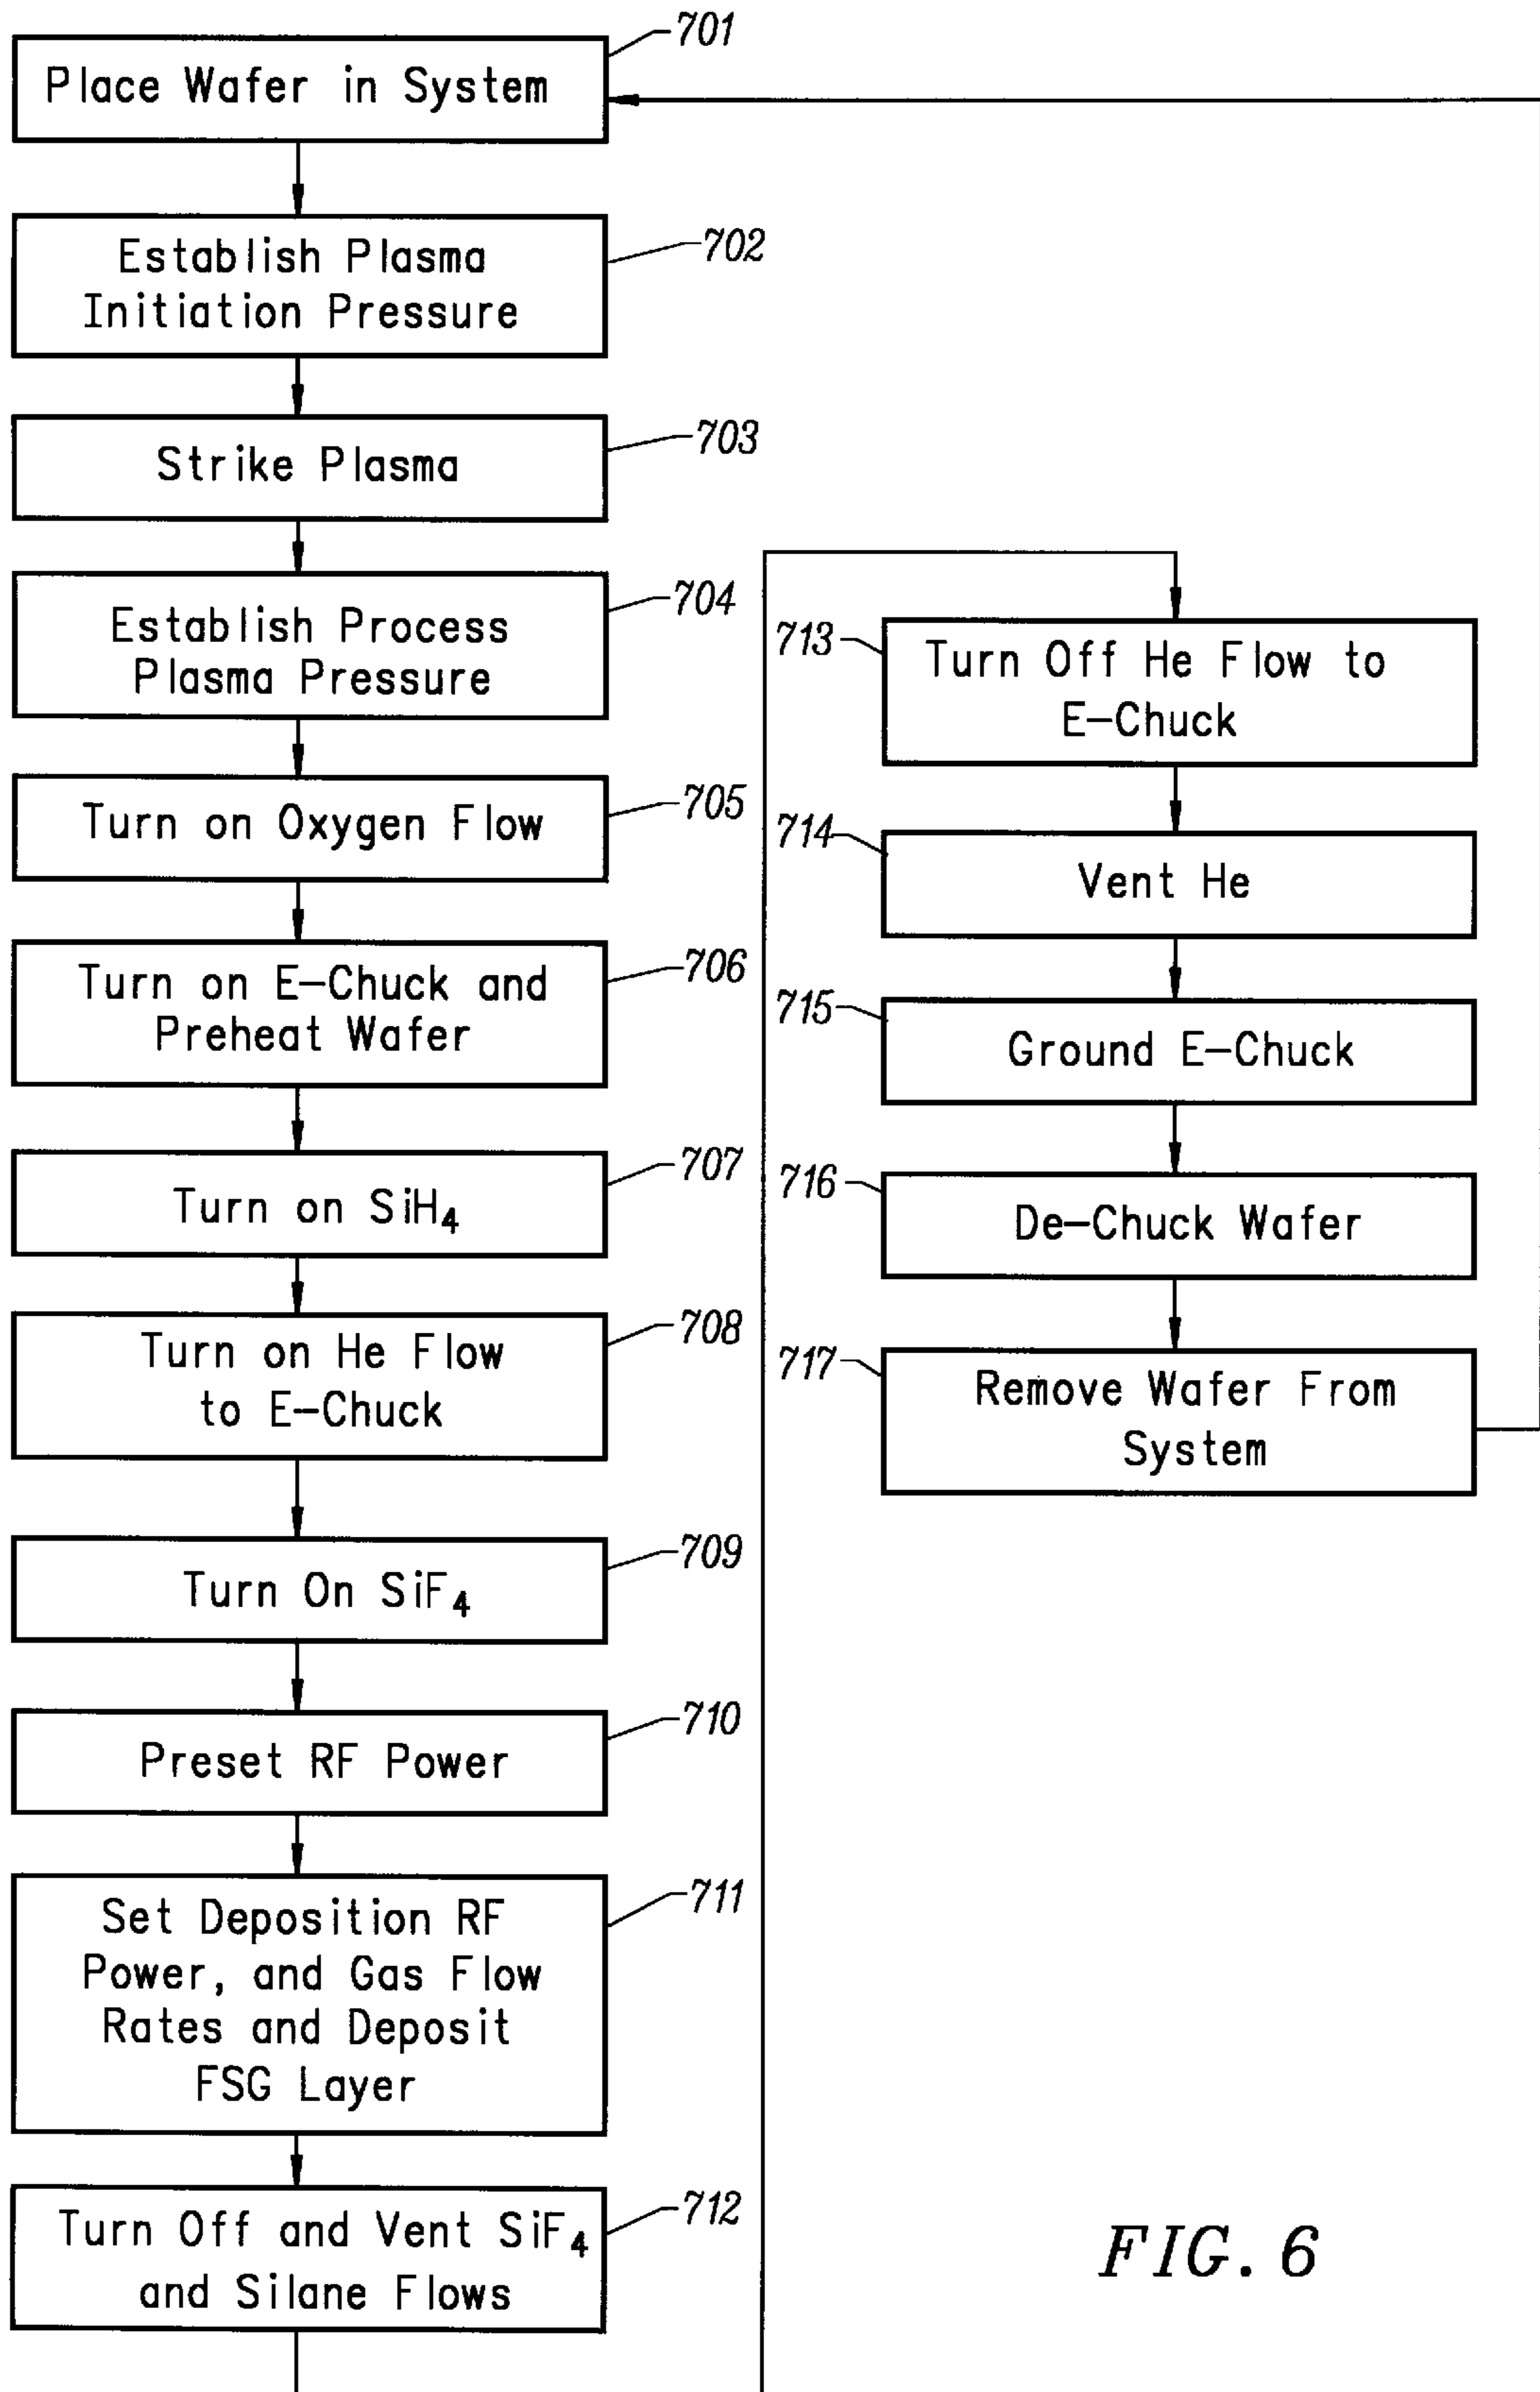 701
Place Wafer in System
702
Establish Plasma
Initiation Pressure
703
Strike Plasma
704
Establish Process
Plasma Pressure
705
Turn on Oxygen Flow
706
Turn on E-Chuck and
Preheat Wafer
707
Turn on SiH₄
708
Turn on He Flow
to E-Chuck
709
Turn On SiF₄
710
Preset RF Power
711
Set Deposition RF
Power, and Gas Flow
Rates and Deposit
FSG Layer
712
Turn Off and Vent SiF₄
and Silane Flows
713
Turn Off He Flow to
E-Chuck
714
Vent He
715
Ground E-Chuck
716
De-Chuck Wafer
717
Remove Wafer From
System
FIG. 6